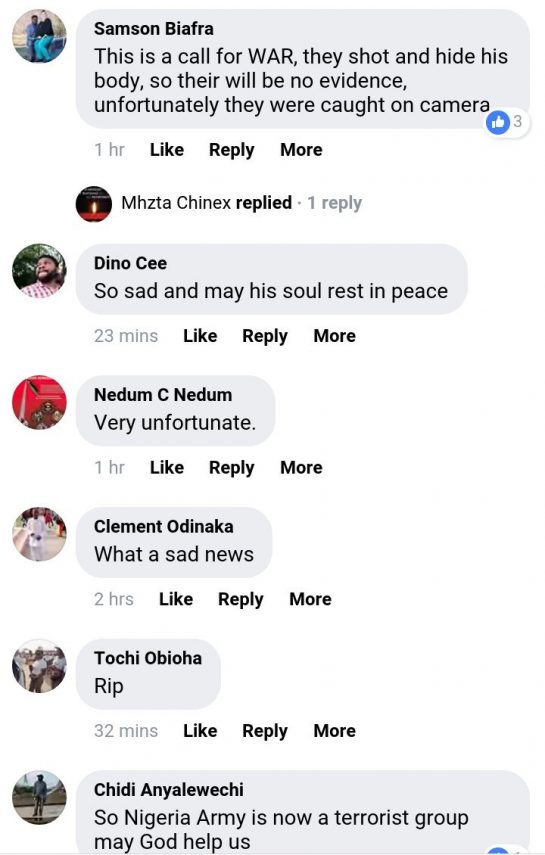 Samson Biafra
This is a call for WAR, they shot and hide his
body, so their will be no evidence,
unfortunately they were caught on camera
3
1 hr Like Reply More
Mhzta Chinex replied · 1 reply
Dino Cee
So sad and may his soul rest in peace
23 mins Like Reply More
Nedum C Nedum
Very unfortunate.
1 hr Like Reply More
Clement Odinaka
What a sad news
2 hrs Like Reply More
Tochi Obioha
Rip
32 mins Like Reply More
Chidi Anyalewechi
So Nigeria Army is now a terrorist group
may God help us